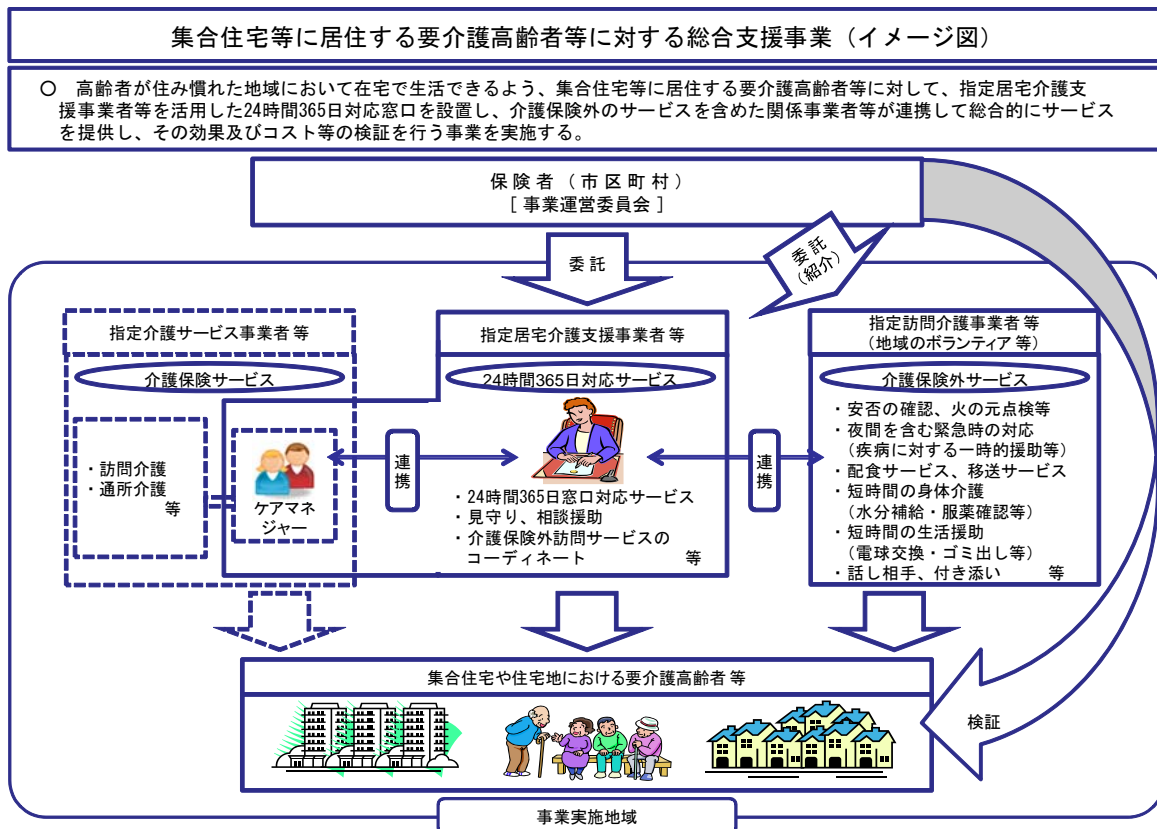 集合住宅等に居住する要介護高齢者等に対する総合支援事業（イメージ図）
○　高齢者が住み慣れた地域において在宅で生活できるよう、集合住宅等に居住する要介護高齢者等に対して、指定居宅介護支
援事業者等を活用した24時間365日対応窓口を設置し、介護保険外のサービスを含めた関係事業者等が連携して総合的にサービス
を提供し、その効果及びコスト等の検証を行う事業を実施する。
保険者（市区町村）
[事業運営委員会]
委託
委託
(紹介)
指定介護サービス事業者等
介護保険サービス
・訪問介護
・通所介護
等
ケアマネ
ジャー
連携
指定居宅介護支援事業者等
24時間365日対応サービス
・24時間365日窓口対応サービス
・見守り、相談援助
・介護保険外訪問サービスの
コーディネート　等
連携
指定訪問介護事業者等
（地域のボランティア等）
介護保険外サービス
・安否の確認、火の元点検等
・夜間を含む緊急時の対応
（疾病に対する一時的援助等）
・配食サービス、移送サービス
・短時間の身体介護
（水分補給・服薬確認等）
・短時間の生活援助
（電球交換・ゴミ出し等）
・話し相手、付き添い　等
集合住宅や住宅地における要介護高齢者等
検証
事業実施地域